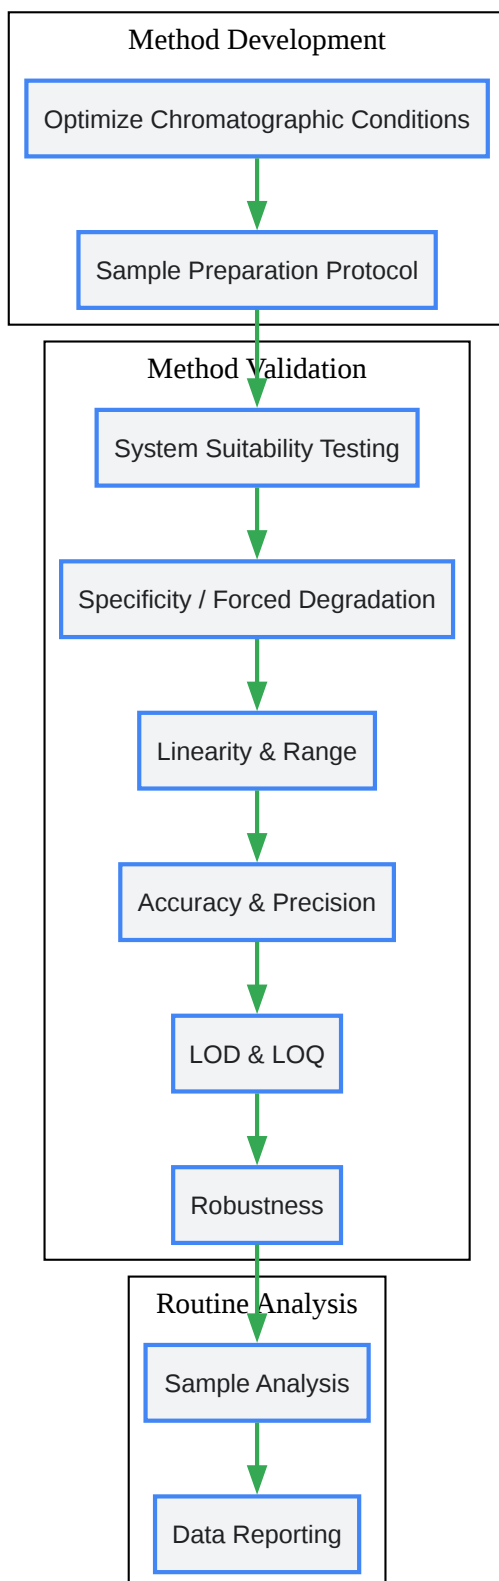 Method Development
Optimize Chromatographic Conditions
Sample Preparation Protocol
Method Validation
System Suitability Testing
Specificity / Forced Degradation
Linearity & Range
Accuracy & Precision
LOD & LOQ
Robustness
Routine Analysis
Sample Analysis
Data Reporting